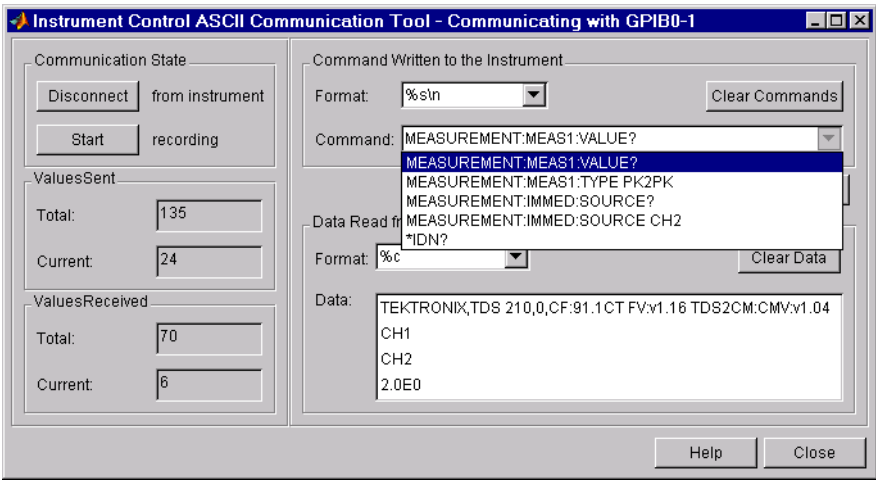 Instrument Control ASCII Communication Tool - Communicating with GPIB0-1
Communication State
Disconnect from instrument
Start recording
ValuesSent
Total: 135
Current: 24
ValuesReceived
Total: 70
Current: 6
Command Written to the Instrument
Format: %s\n Clear Commands
Command: MEASUREMENT:MEAS1:VALUE?
MEASUREMENT:MEAS1:VALUE?
MEASUREMENT:MEAS1:TYPE PK2PK
MEASUREMENT:IMMED:SOURCE?
MEASUREMENT:IMMED:SOURCE CH2
*IDN?
Data Read
Format: %c Clear Data
Data:
TEKTRONIX,TDS 210,0,CF:91.1CT FV:v1.16 TDS2CM:CMV:v1.04
CH1
CH2
2.0E0
Help Close